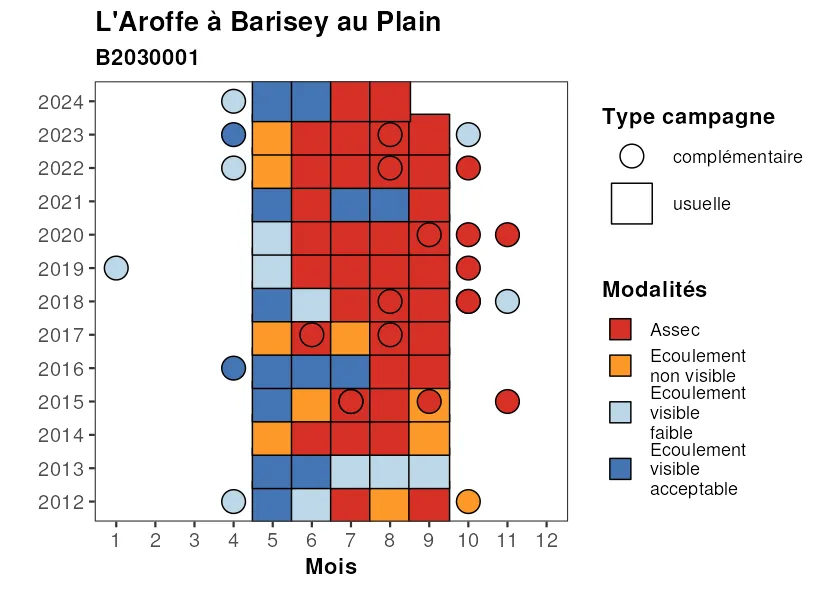 L'Aroffe à Barisey au Plain
B2030001
2024
2023
2022
2021
2020
2019
2018
2017
2016
2015
2014
2013
2012
1 2 3 4 5 6 7 8 9 10 11 12
Mois
Type campagne
complémentaire
usuelle
Modalités
Assec
Ecoulement
non visible
Ecoulement
visible
faible
Ecoulement
visible
acceptable